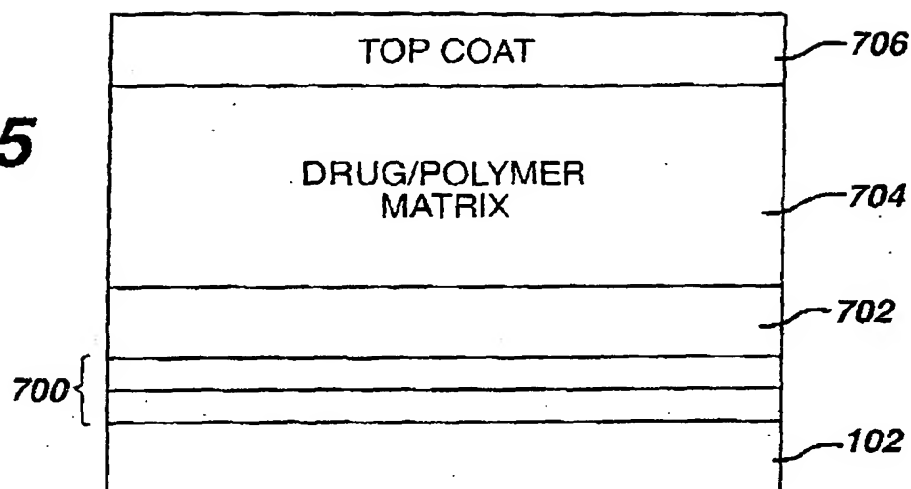 TOP COAT
706
5
DRUG/POLYMER
MATRIX
704
702
700
102